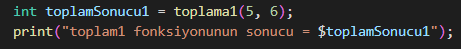 int toplamSonucu1 = toplama1(5, 6);
print("toplam1 fonksiyonunun sonucu = $toplamSonucu1");